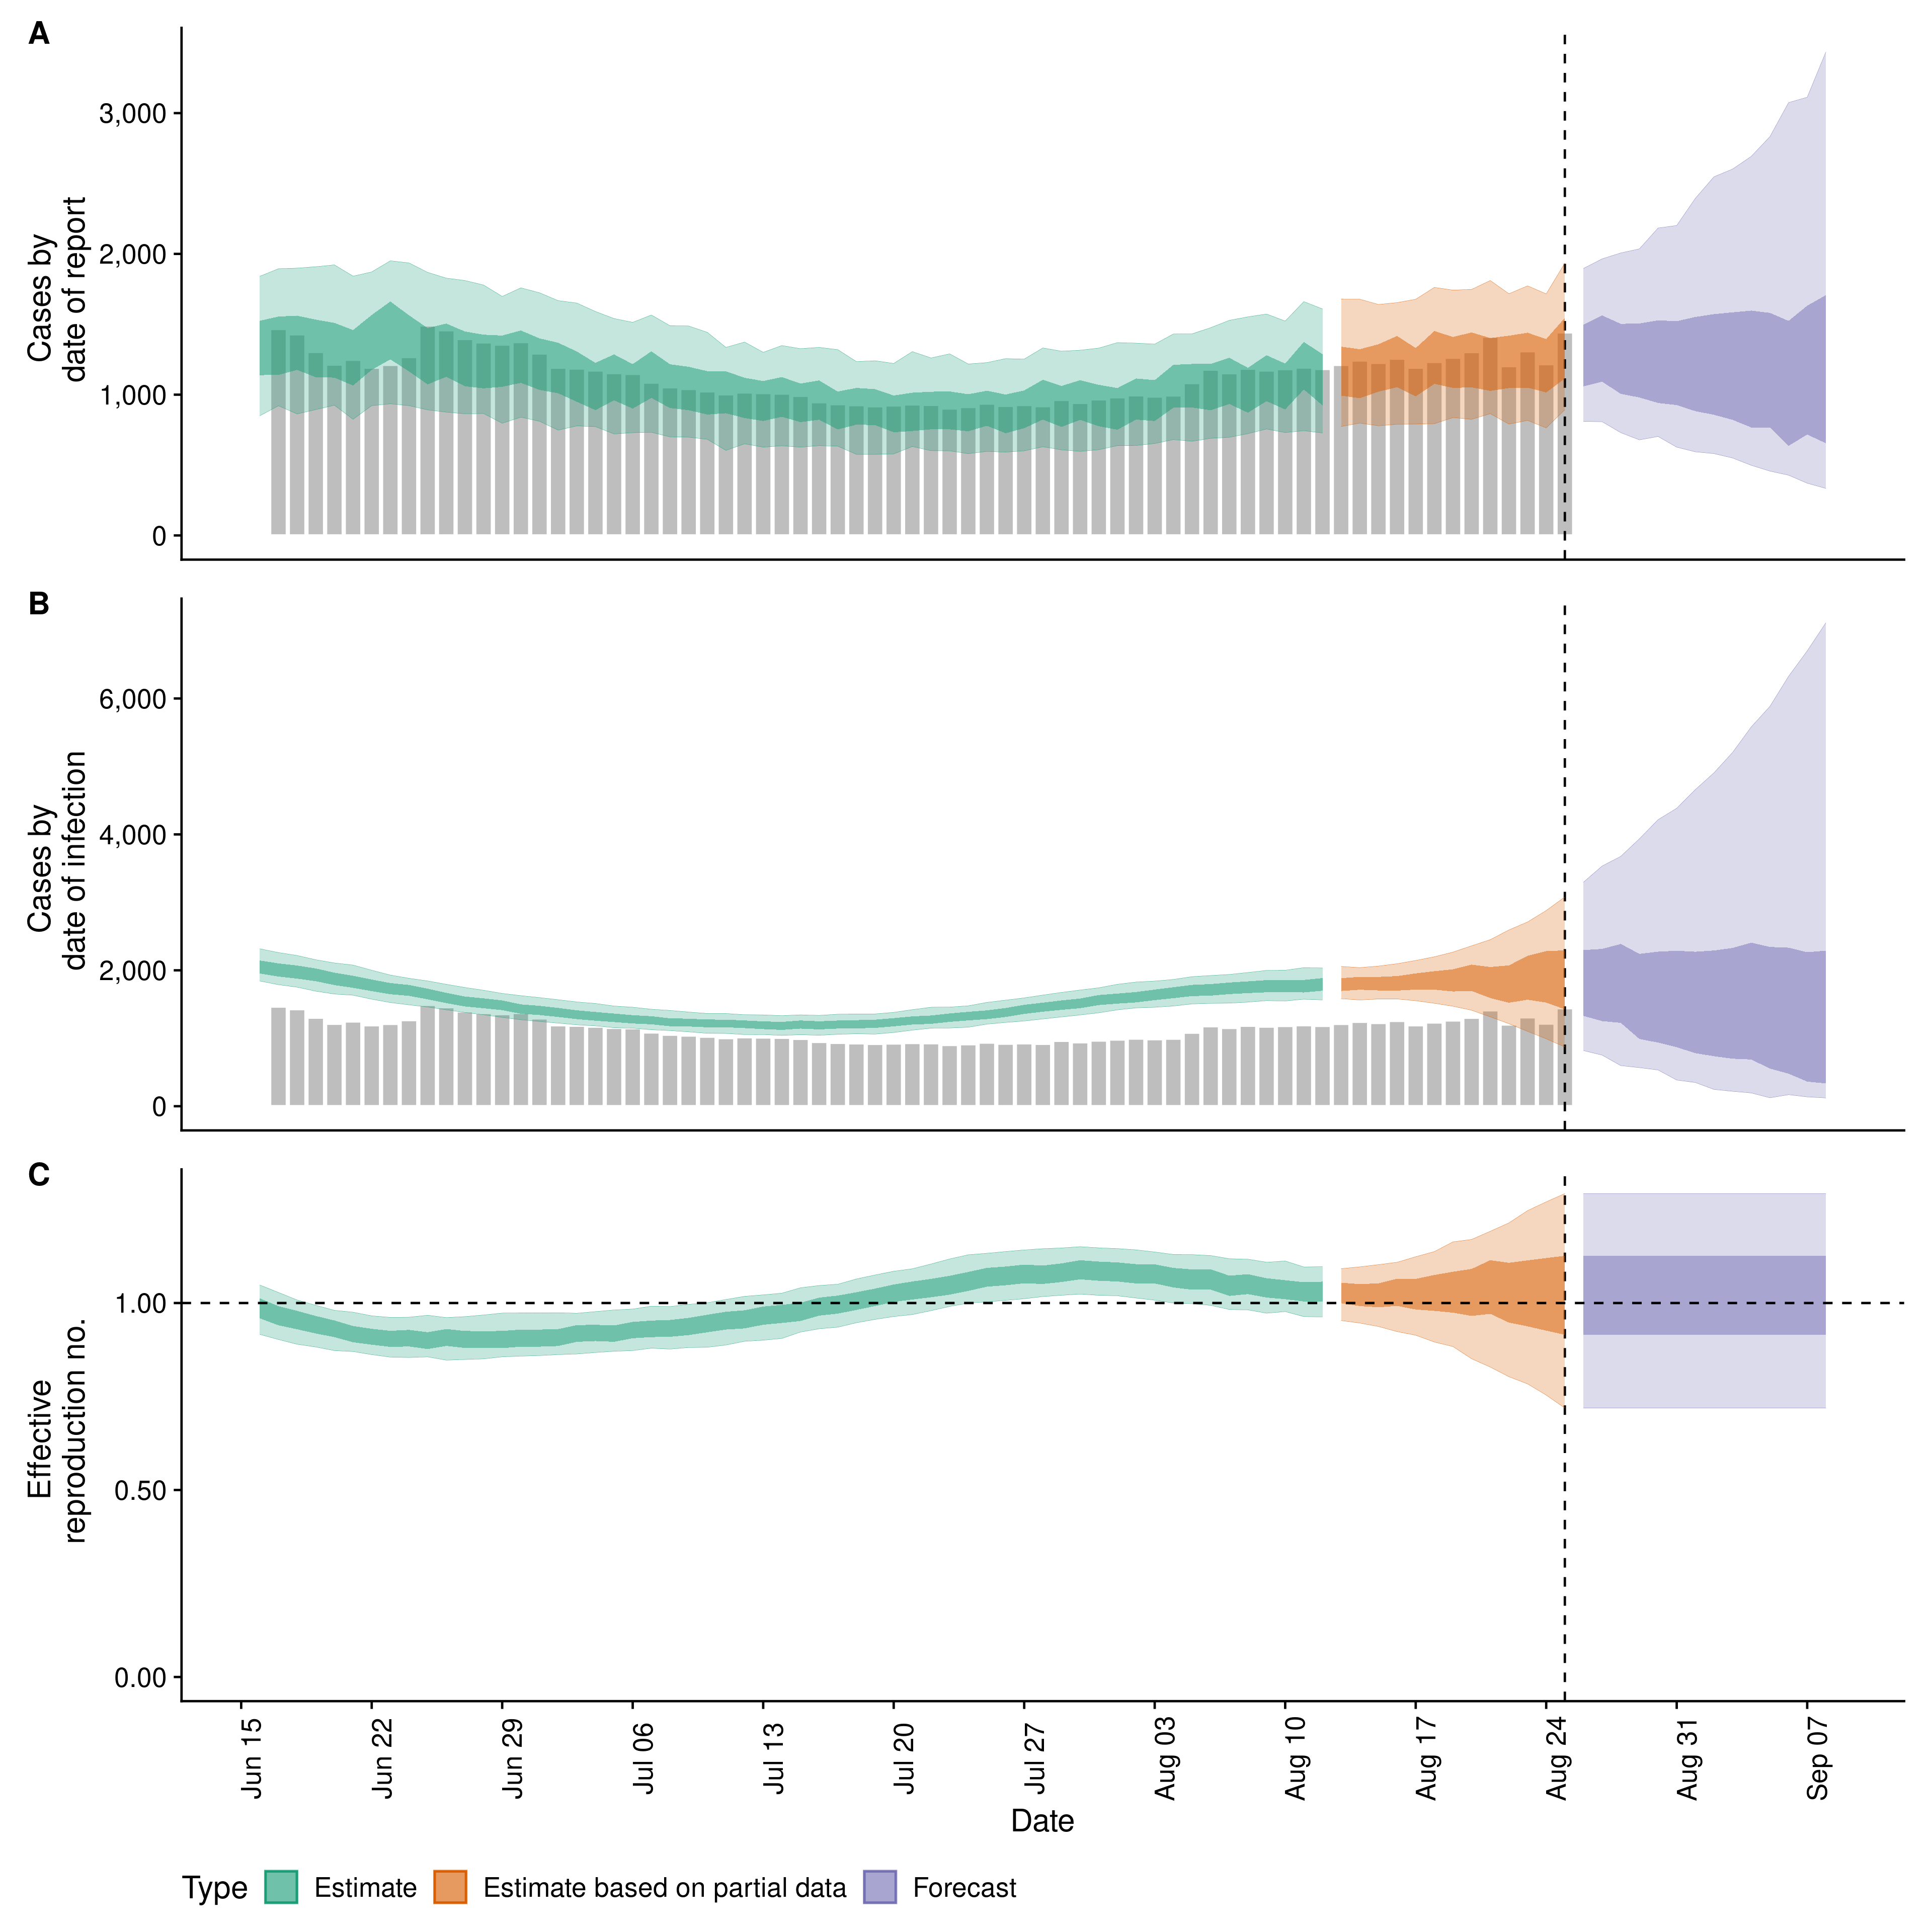 A
Cases by
date of report
3,000
2,000
1,000
0
B
Cases by
date of infection
6,000
4,000
2,000
0
C
Effective
reproduction no.
1.00
0.50
0.00
Jun 15
Jun 22
Jun 29
Jul 06
Jul 13
Jul 20
Jul 27
Aug 03
Aug 10
Aug 17
Aug 24
Aug 31
Sep 07
Date
Type Estimate Estimate based on partial data Forecast